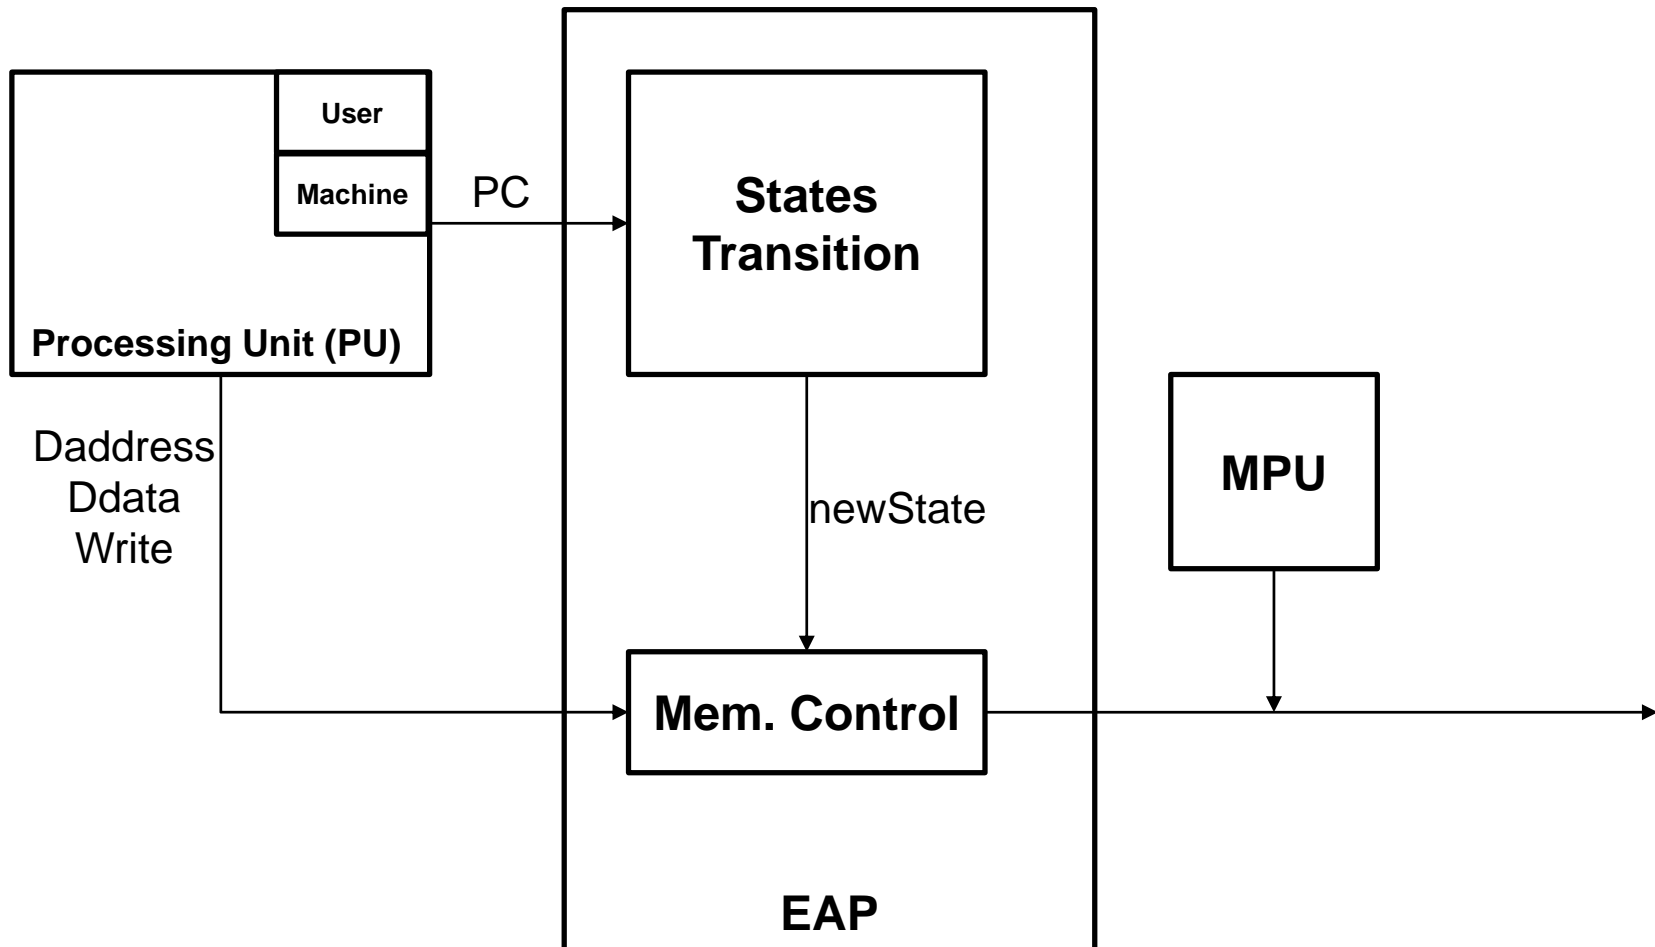 User
Machine
PC
States
Transition
Processing Unit (PU)
Daddress
Ddata
Write
newState
MPU
Mem. Control
EAP